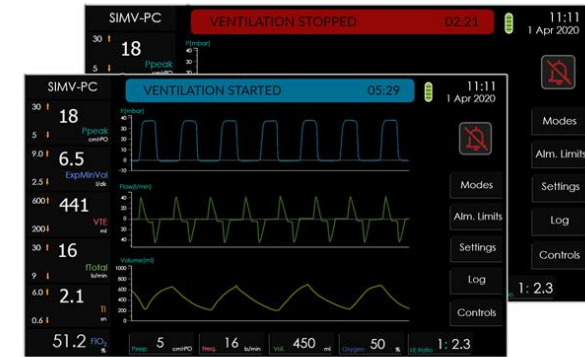 SIMV-PC
VENTILATION STOPPED
02:21
11:11
1 Apr 2020
30
18
P(mbar)
40
5
Ppeak
30
Modes
Alm. Limits
Settings
Log
Controls
1: 2.3
SIMV-PC
VENTILATION STARTED
05:29
11:11
1 Apr 2020
30
18
5
Ppeak
cmH²O
9.0
6.5
ExpMinVol
2.5
l/dk
600
441
VTE
200
ml
30
16
fTotal
9
b/min
6.0
2.1
TI
0.6
sn
51.2 FiO₂
%
P(mbar)
40
30
20
10
0
-10
Flow(l/min)
40
20
0
20
40
Volume(ml)
1000
800
600
400
200
0
Modes
Alm. Limits
Settings
Log
Controls
Peep 5 cmH²O
Freq. 16 b/min
Vol. 450 ml
Oxygen 50 %
I:E Ratio 1: 2.3